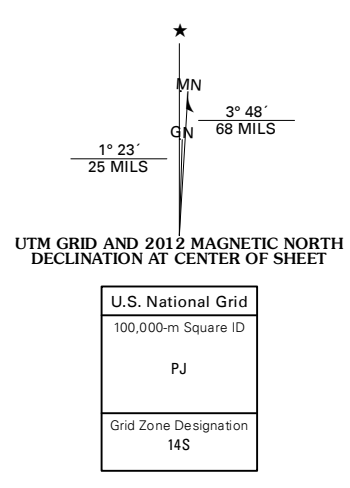 ★
MN
3° 48´
68 MILS
GN
1° 23´
25 MILS
UTM GRID AND 2012 MAGNETIC NORTH
DECLINATION AT CENTER OF SHEET
U.S. National Grid
100,000-m Square ID
PJ
Grid Zone Designation
14S